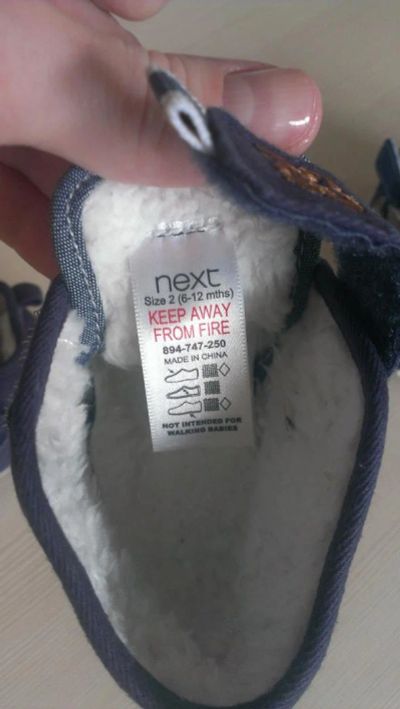 next
Size 2 (6-12 mths)
KEEP AWAY
FROM FIRE
894-747-250
MADE IN CHINA
NOT INTENDED FOR
WALKING BABIES